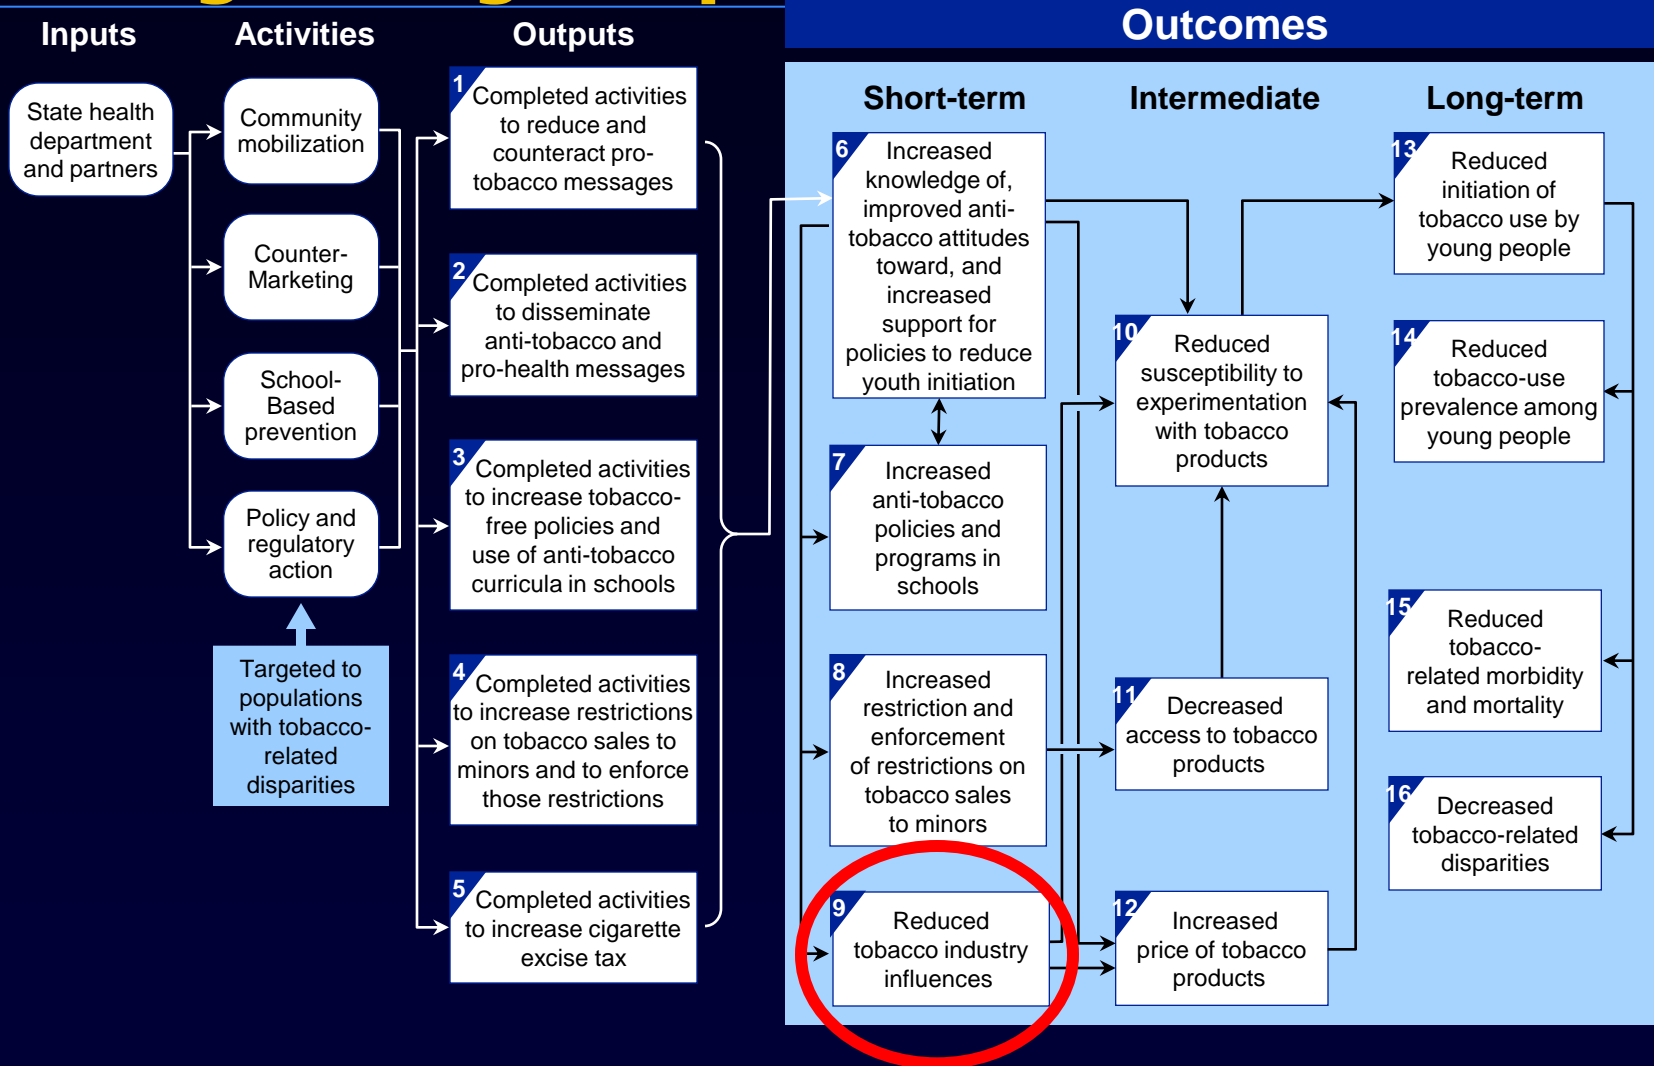 Inputs
Activities
Outputs
Outcomes
State health
department
and partners
Community
mobilization
Counter-
Marketing
School-
Based
prevention
Policy and
regulatory
action
Targeted to
populations
with tobacco-
related
disparities
1
Completed activities
to reduce and
counteract pro-
tobacco messages
2
Completed activities
to disseminate
anti-tobacco and
pro-health messages
3
Completed activities
to increase tobacco-
free policies and
use of anti-tobacco
curricula in schools
4
Completed activities
to increase restrictions
on tobacco sales to
minors and to enforce
those restrictions
5
Completed activities
to increase cigarette
excise tax
Short-term
6
Increased
knowledge of,
improved anti-
tobacco attitudes
toward, and
increased
support for
policies to reduce
youth initiation
7
Increased
anti-tobacco
policies and
programs in
schools
8
Increased
restriction and
enforcement
of restrictions on
tobacco sales
to minors
9
Reduced
tobacco industry
influences
Intermediate
10
Reduced
susceptibility to
experimentation
with tobacco
products
11
Decreased
access to tobacco
products
12
Increased
price of tobacco
products
Long-term
13
Reduced
initiation of
tobacco use by
young people
14
Reduced
tobacco-use
prevalence among
young people
15
Reduced
tobacco-
related morbidity
and mortality
16
Decreased
tobacco-related
disparities